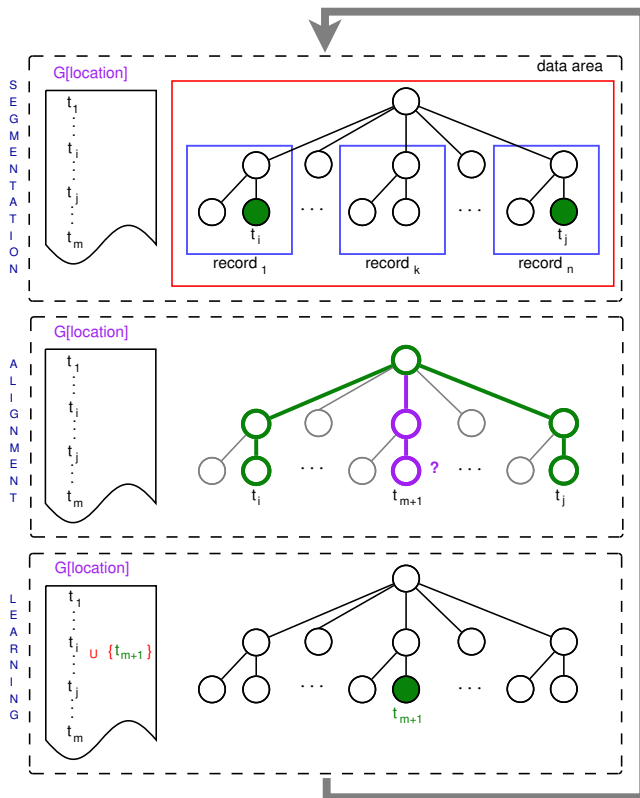 SEGMENTATION
G[location]
data area
t1
ti
tj
tm
. . .
. . .
ti
tj
record 1
record k
record n
ALIGNMENT
G[location]
t1
ti
tj
tm
. . .
?
. . .
ti
tm+1
tj
LEARNING
G[location]
t1
ti ∪ {tm+1}
tj
tm
. . .
. . .
tm+1